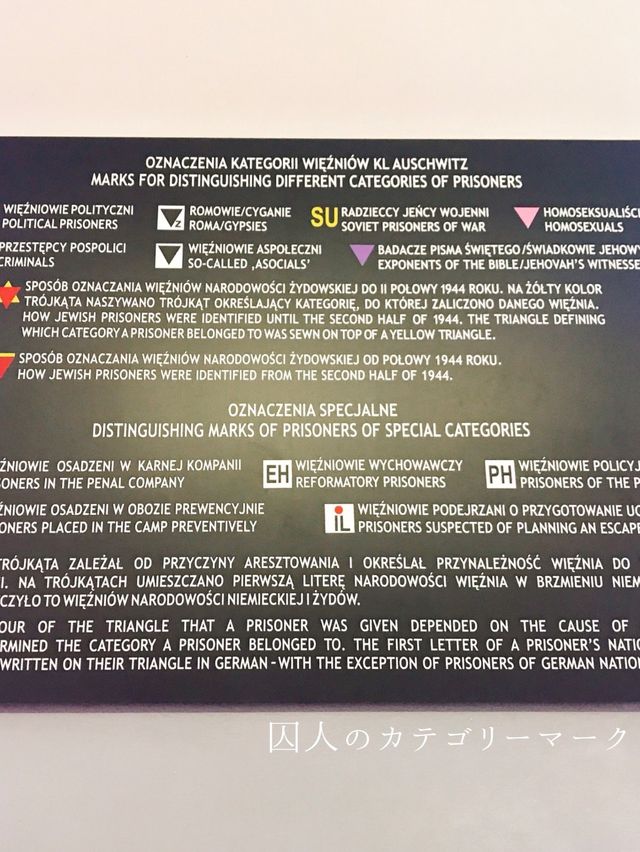 OZNACZENIA KATEGORII WIĘŹNIÓW KL AUSCHWITZ
MARKS FOR DISTINGUISHING DIFFERENT CATEGORIES OF PRISONERS
WIĘŹNIOWIE POLITYCZNI
POLITICAL PRISONERS
Z
ROMOWIE/CYGANIE
ROMA/GYPSIES
SU
RADZIECCY JEŃCY WOJENNI
SOVIET PRISONERS OF WAR
HOMOSEKSUALIŚCI
HOMOSEXUALS
PRZESTĘPCY POSPOLICI
CRIMINALS
WIĘŹNIOWIE ASPOŁECZNI
SO-CALLED ,ASOCIALS'
BADACZE PISMA ŚWIĘTEGO/ŚWIADKOWIE JEHOW
EXPONENTS OF THE BIBLE/JEHOVAH'S WITNESSE
SPOSÓB OZNACZANIA WIĘŹNIÓW NARODOWOŚCI ŻYDOWSKIEJ DO II POŁOWY 1944 ROKU. NA ŻÓŁTY KOLOR
TRÓJKĄTA NASZYWANO TRÓJKĄT OKREŚLAJĄCY KATEGORIĘ, DO KTÓREJ ZALICZONO DANEGO WIĘŹNIA.
HOW JEWISH PRISONERS WERE IDENTIFIED UNTIL THE SECOND HALF OF 1944. THE TRIANGLE DEFINING
WHICH CATEGORY A PRISONER BELONGED TO WAS SEWN ON TOP OF A YELLOW TRIANGLE.
SPOSÓB OZNACZANIA WIĘŹNIÓW NARODOWOŚCI ŻYDOWSKIEJ OD POŁOWY 1944 ROKU.
HOW JEWISH PRISONERS WERE IDENTIFIED FROM THE SECOND HALF OF 1944.
OZNACZENIA SPECJALNE
DISTINGUISHING MARKS OF PRISONERS OF SPECIAL CATEGORIES
ŹNIOWIE OSADZENI W KARNEJ KOMPANII
SONERS IN THE PENAL COMPANY
EH
WIĘŹNIOWIE WYCHOWAWCZY
REFORMATORY PRISONERS
PH
WIĘŹNIOWIE POLICYJ
PRISONERS OF THE P
ŹNIOWIE OSADZENI W OBOZIE PREWENCYJNIE
ONERS PLACED IN THE CAMP PREVENTIVELY
iL
WIĘŹNIOWIE PODEJRZANI O PRZYGOTOWANIE UC
PRISONERS SUSPECTED OF PLANNING AN ESCAPE
TRÓJKĄTA ZALEŻAŁ OD PRZYCZYNY ARESZTOWANIA I OKREŚLAŁ PRZYNALEŻNOŚĆ WIĘŹNIA DO
I. NA TRÓJKĄTACH UMIESZCZANO PIERWSZĄ LITERĘ NARODOWOŚCI WIĘŹNIA W BRZMIENIU NIEM
CZYŁO TO WIĘŹNIÓW NARODOWOŚCI NIEMIECKIEJ I ŻYDÓW.
OUR OF THE TRIANGLE THAT A PRISONER WAS GIVEN DEPENDED ON THE CAUSE OF
ERMINED THE CATEGORY A PRISONER BELONGED TO. THE FIRST LETTER OF A PRISONER'S NATIO
WRITTEN ON THEIR TRIANGLE IN GERMAN - WITH THE EXCEPTION OF PRISONERS OF GERMAN NATION
囚人のカテゴリーマーク